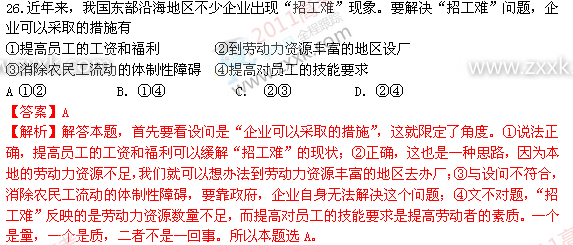 26.近年来，我国东部沿海地区不少企业出现“招工难”现象。要解决“招工难”问题，企
业可以采取的措施有
①提高员工的工资和福利 ②到劳动力资源丰富的地区设厂
③消除农民工流动的体制性障碍 ④提高对员工的技能要求
A ①② B. ①④ C. ②③ D. ②④
【答案】A
【解析】解答本题，首先要看设问是“企业可以采取的措施”，这就限定了角度。①说法正
确，提高员工的工资和福利可以缓解“招工难”的现状；②正确，这也是一种思路，因为本
地的劳动力资源不足，我们就可以想办法到劳动力资源丰富的地区去办厂；③与设问不符合，
消除农民工流动的体制性障碍，要靠政府，企业自身无法解决这个问题；④文不对题，“招
工难”反映的是劳动力资源数量不足，而提高对员工的技能要求是提高劳动者的素质。一个
是量，一个是质，二者不是一回事。所以本题选A。